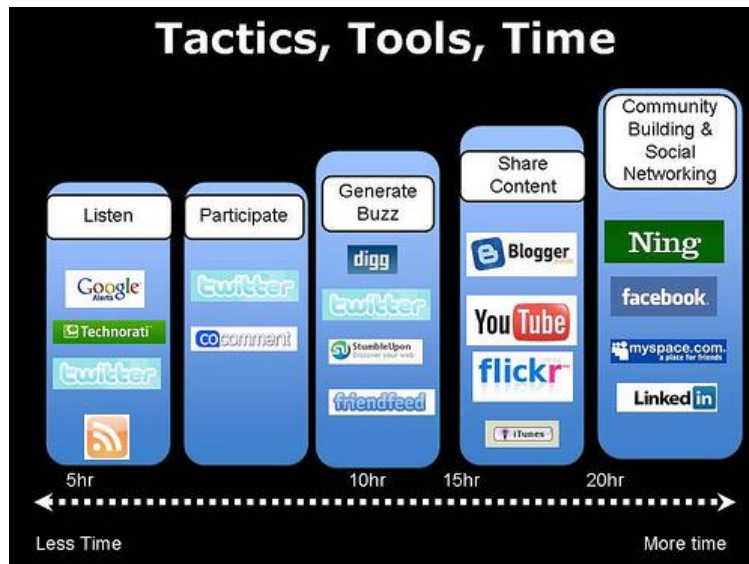 Tactics, Tools, Time
Listen
Google
Alerts
Technorati
twitter
Participate
twitter
cocomment
Generate
Buzz
digg
twitter
StumbleUpon
Discover your web
friendfeed
Share
Content
Blogger
YouTube
flickr
iTunes
Community
Building &
Social
Networking
Ning
facebook.
myspace.com.
a place for friends
Linked in
5hr
10hr
15hr
20hr
Less Time
More time